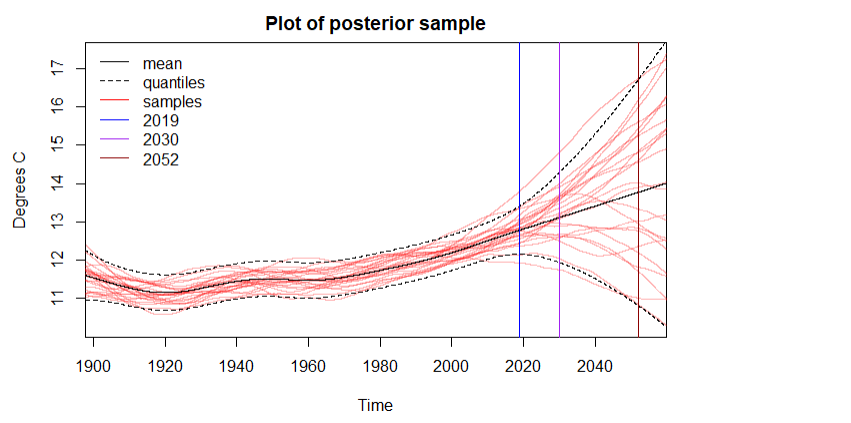 Plot of posterior sample
17
16
15
14
13
12
11
Degrees C
mean
quantiles
samples
2019
2030
2052
1900 1920 1940 1960 1980 2000 2020 2040
Time